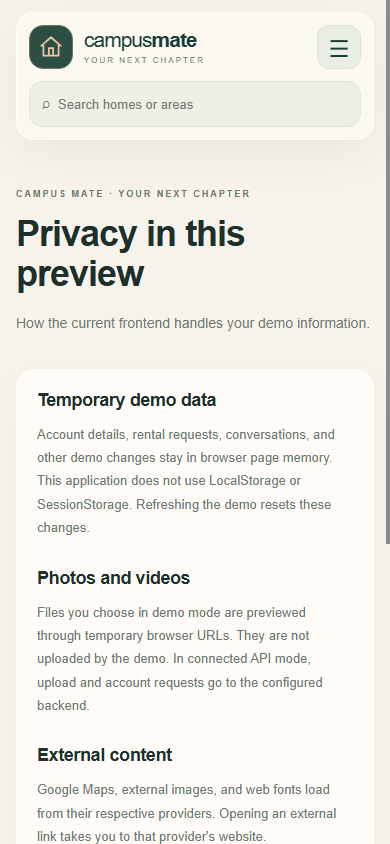 campusmate
YOUR NEXT CHAPTER
Search homes or areas
CAMPUS MATE · YOUR NEXT CHAPTER
Privacy in this
preview
How the current frontend handles your demo information.
Temporary demo data
Account details, rental requests, conversations, and
other demo changes stay in browser page memory.
This application does not use LocalStorage or
SessionStorage. Refreshing the demo resets these
changes.
Photos and videos
Files you choose in demo mode are previewed
through temporary browser URLs. They are not
uploaded by the demo. In connected API mode,
upload and account requests go to the configured
backend.
External content
Google Maps, external images, and web fonts load
from their respective providers. Opening an external
link takes you to that provider's website.